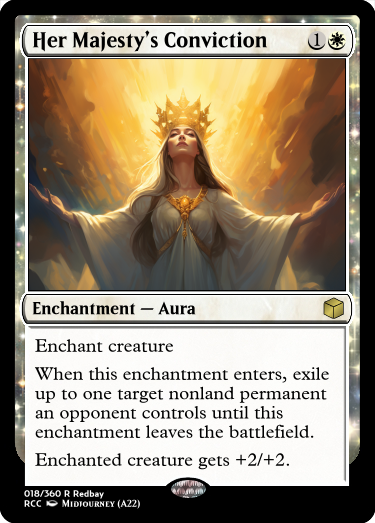 Her Majesty's Conviction 1
Enchantment — Aura
Enchant creature
When this enchantment enters, exile
up to one target nonland permanent
an opponent controls until this
enchantment leaves the battlefield.
Enchanted creature gets +2/+2.
018/360 R Redbay
RCC Midjourney (A22)